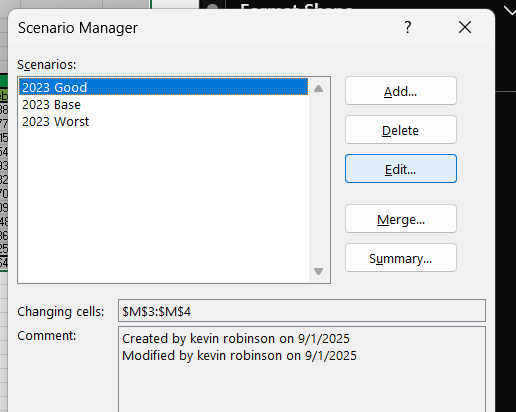 Format Shape
Scenario Manager
?
Scenarios:
2023 Good
2023 Base
2023 Worst
Add...
Delete
Edit...
Merge...
Summary...
Changing cells:
$M$3:$M$4
Comment:
Created by kevin robinson on 9/1/2025
Modified by kevin robinson on 9/1/2025